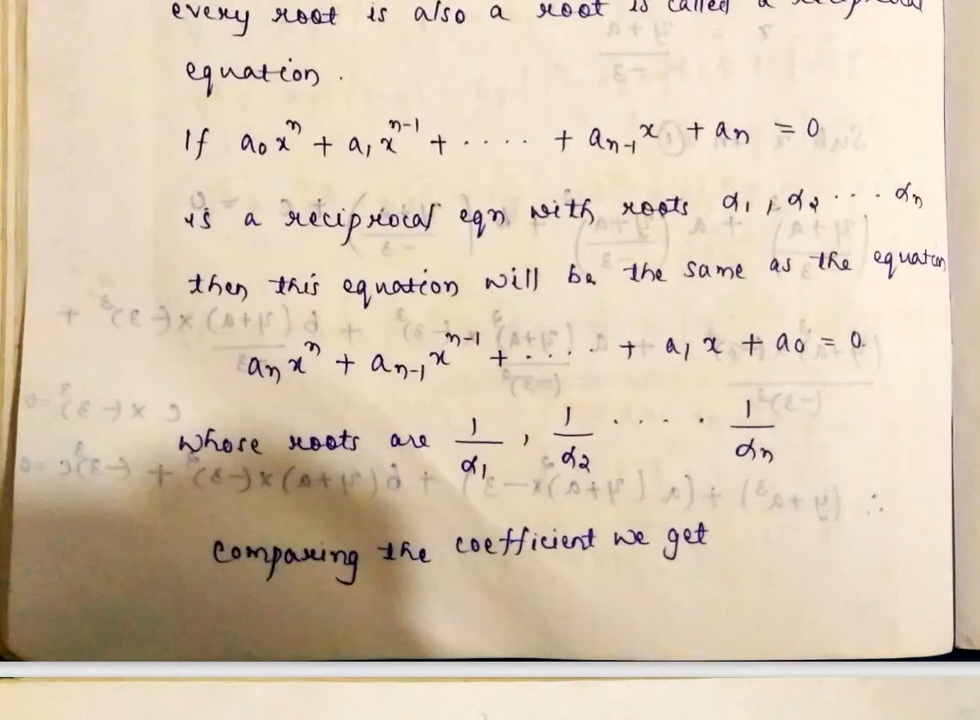 every root is also a root is called a reciprocal
equation.
If a₀xⁿ + a₁xⁿ⁻¹ + ..... + aₙ₋₁x + aₙ = 0
is a reciprocal eqn with roots α₁, α₂ ... αₙ
then this equation will be the same as the equation
aₙxⁿ + aₙ₋₁xⁿ⁻¹ + ..... + a₁x + a₀ = 0.
whose roots are 1/α₁, 1/α₂ ..... 1/αₙ
comparing the coefficient we get